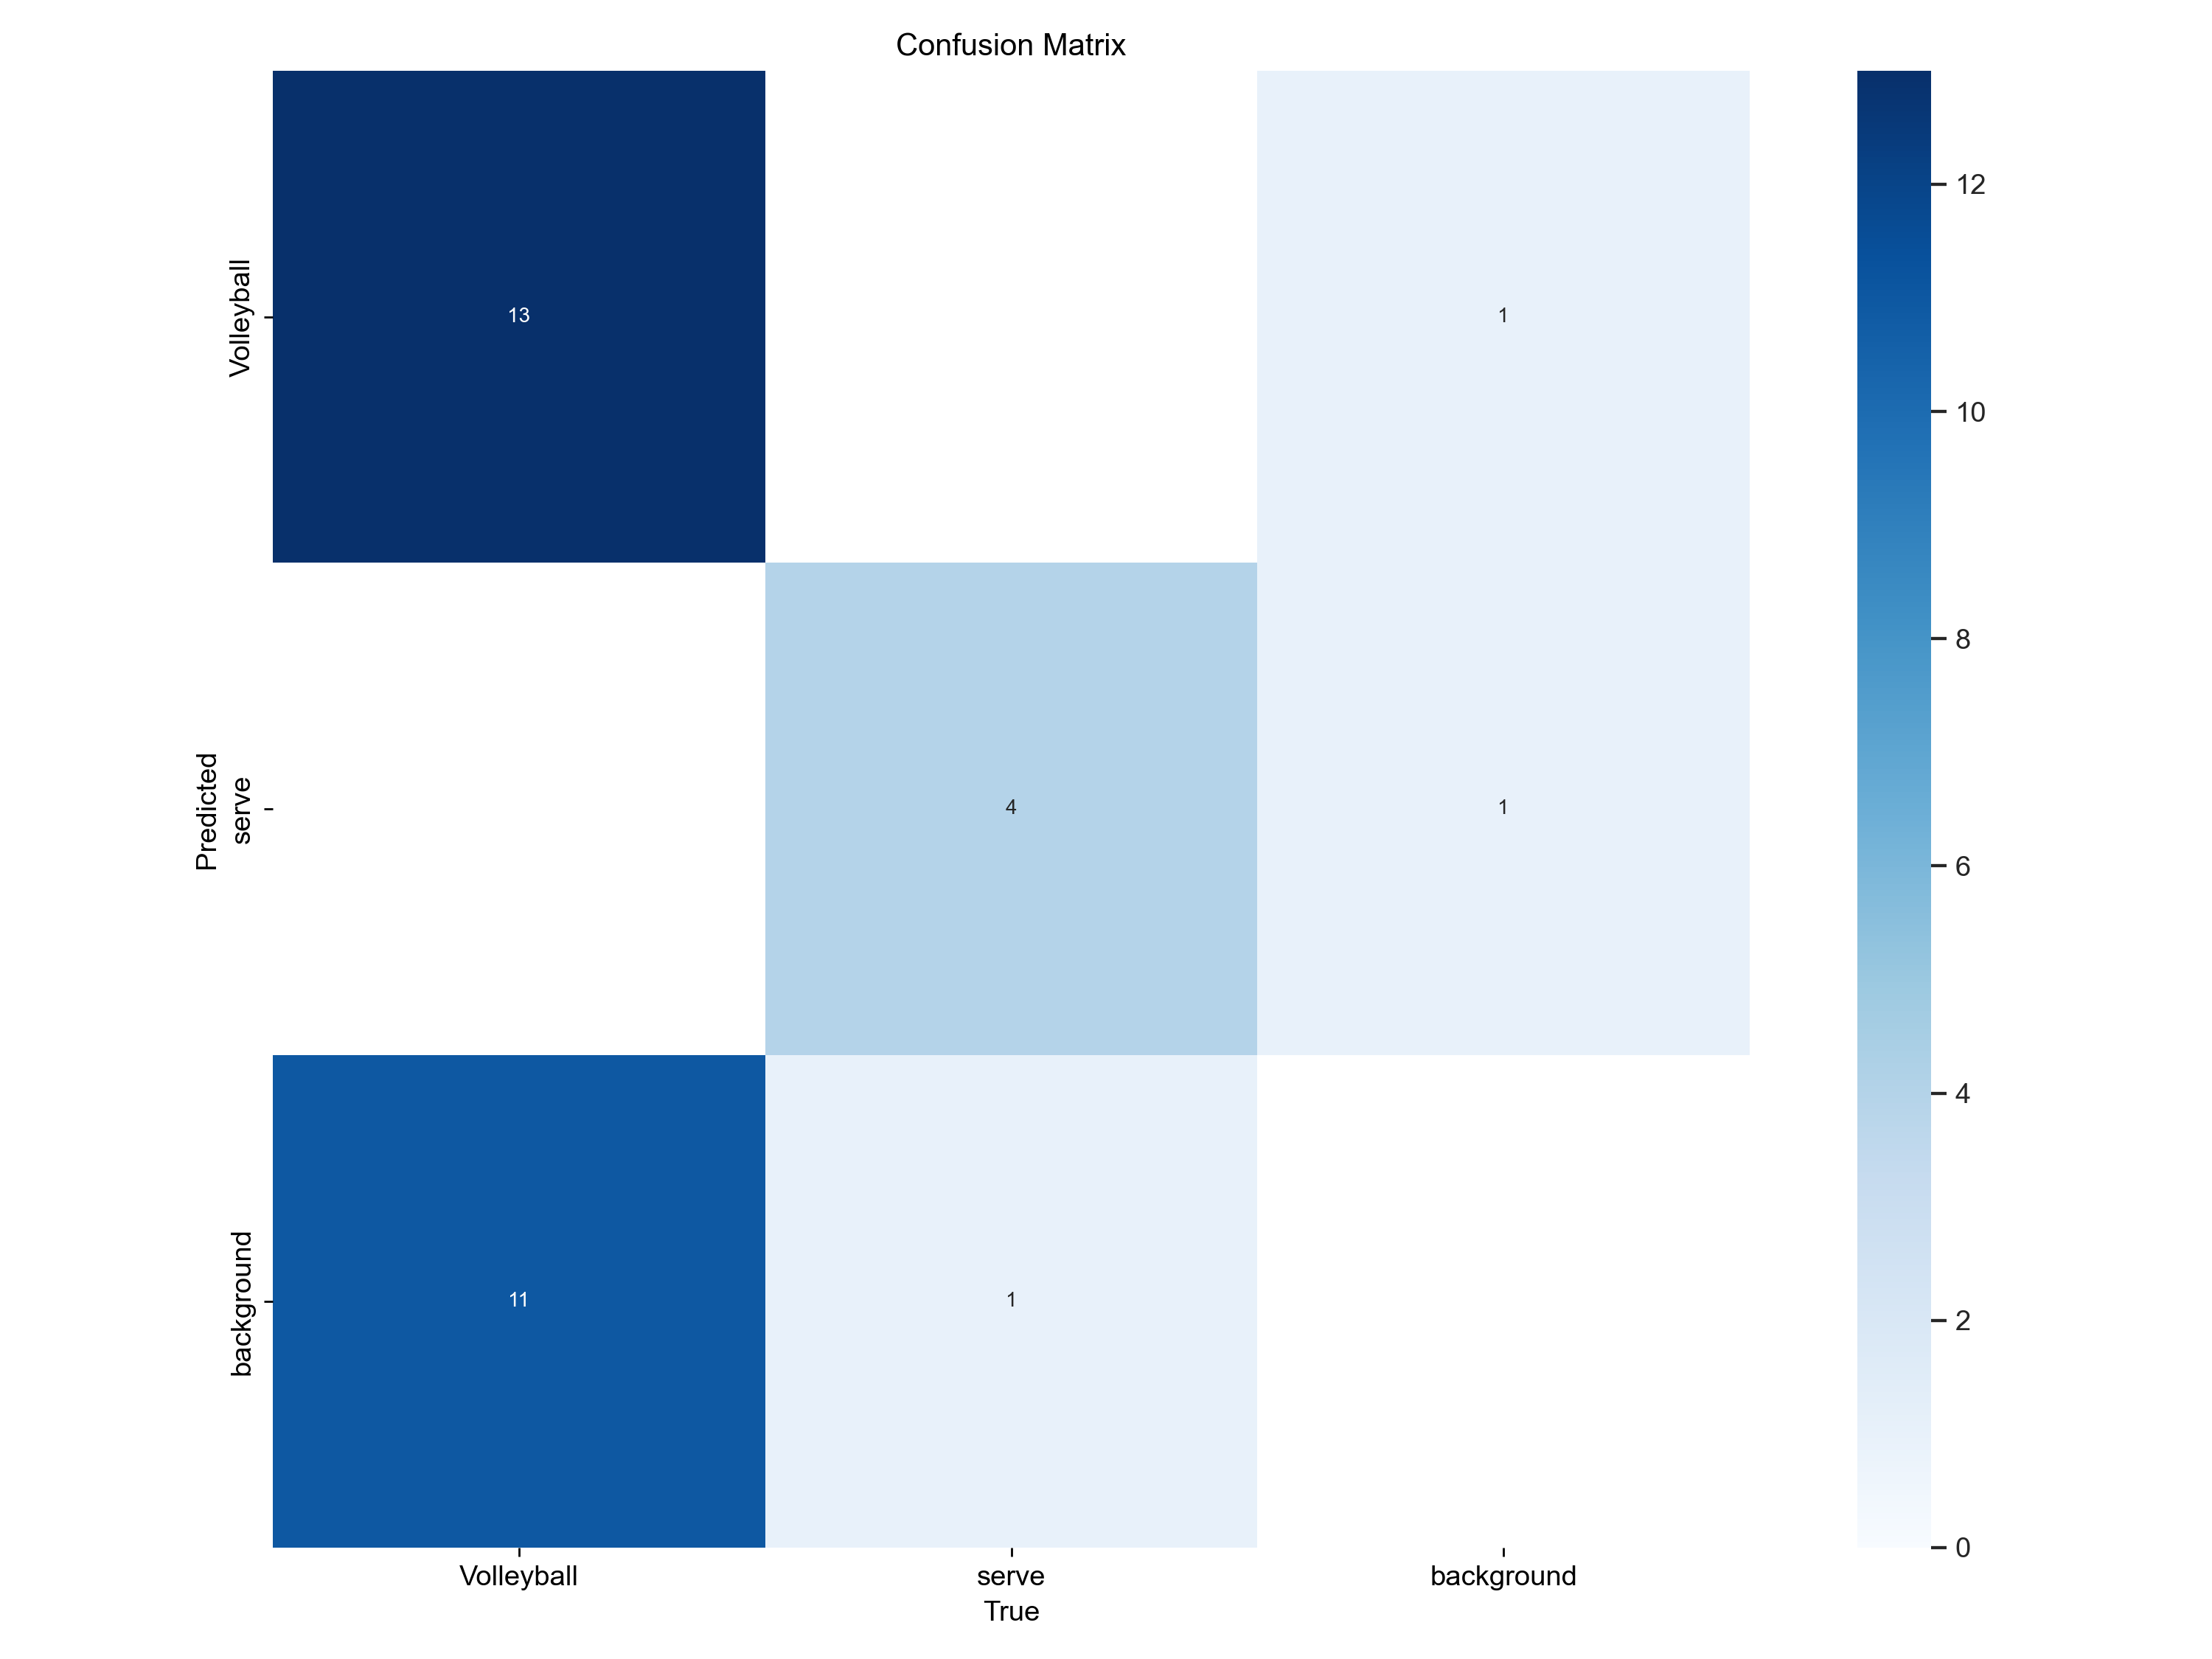 Confusion Matrix
Volleyball
13
1
12
10
8
Predicted
serve
4
1
6
4
background
11
1
2
0
Volleyball
serve
background
True